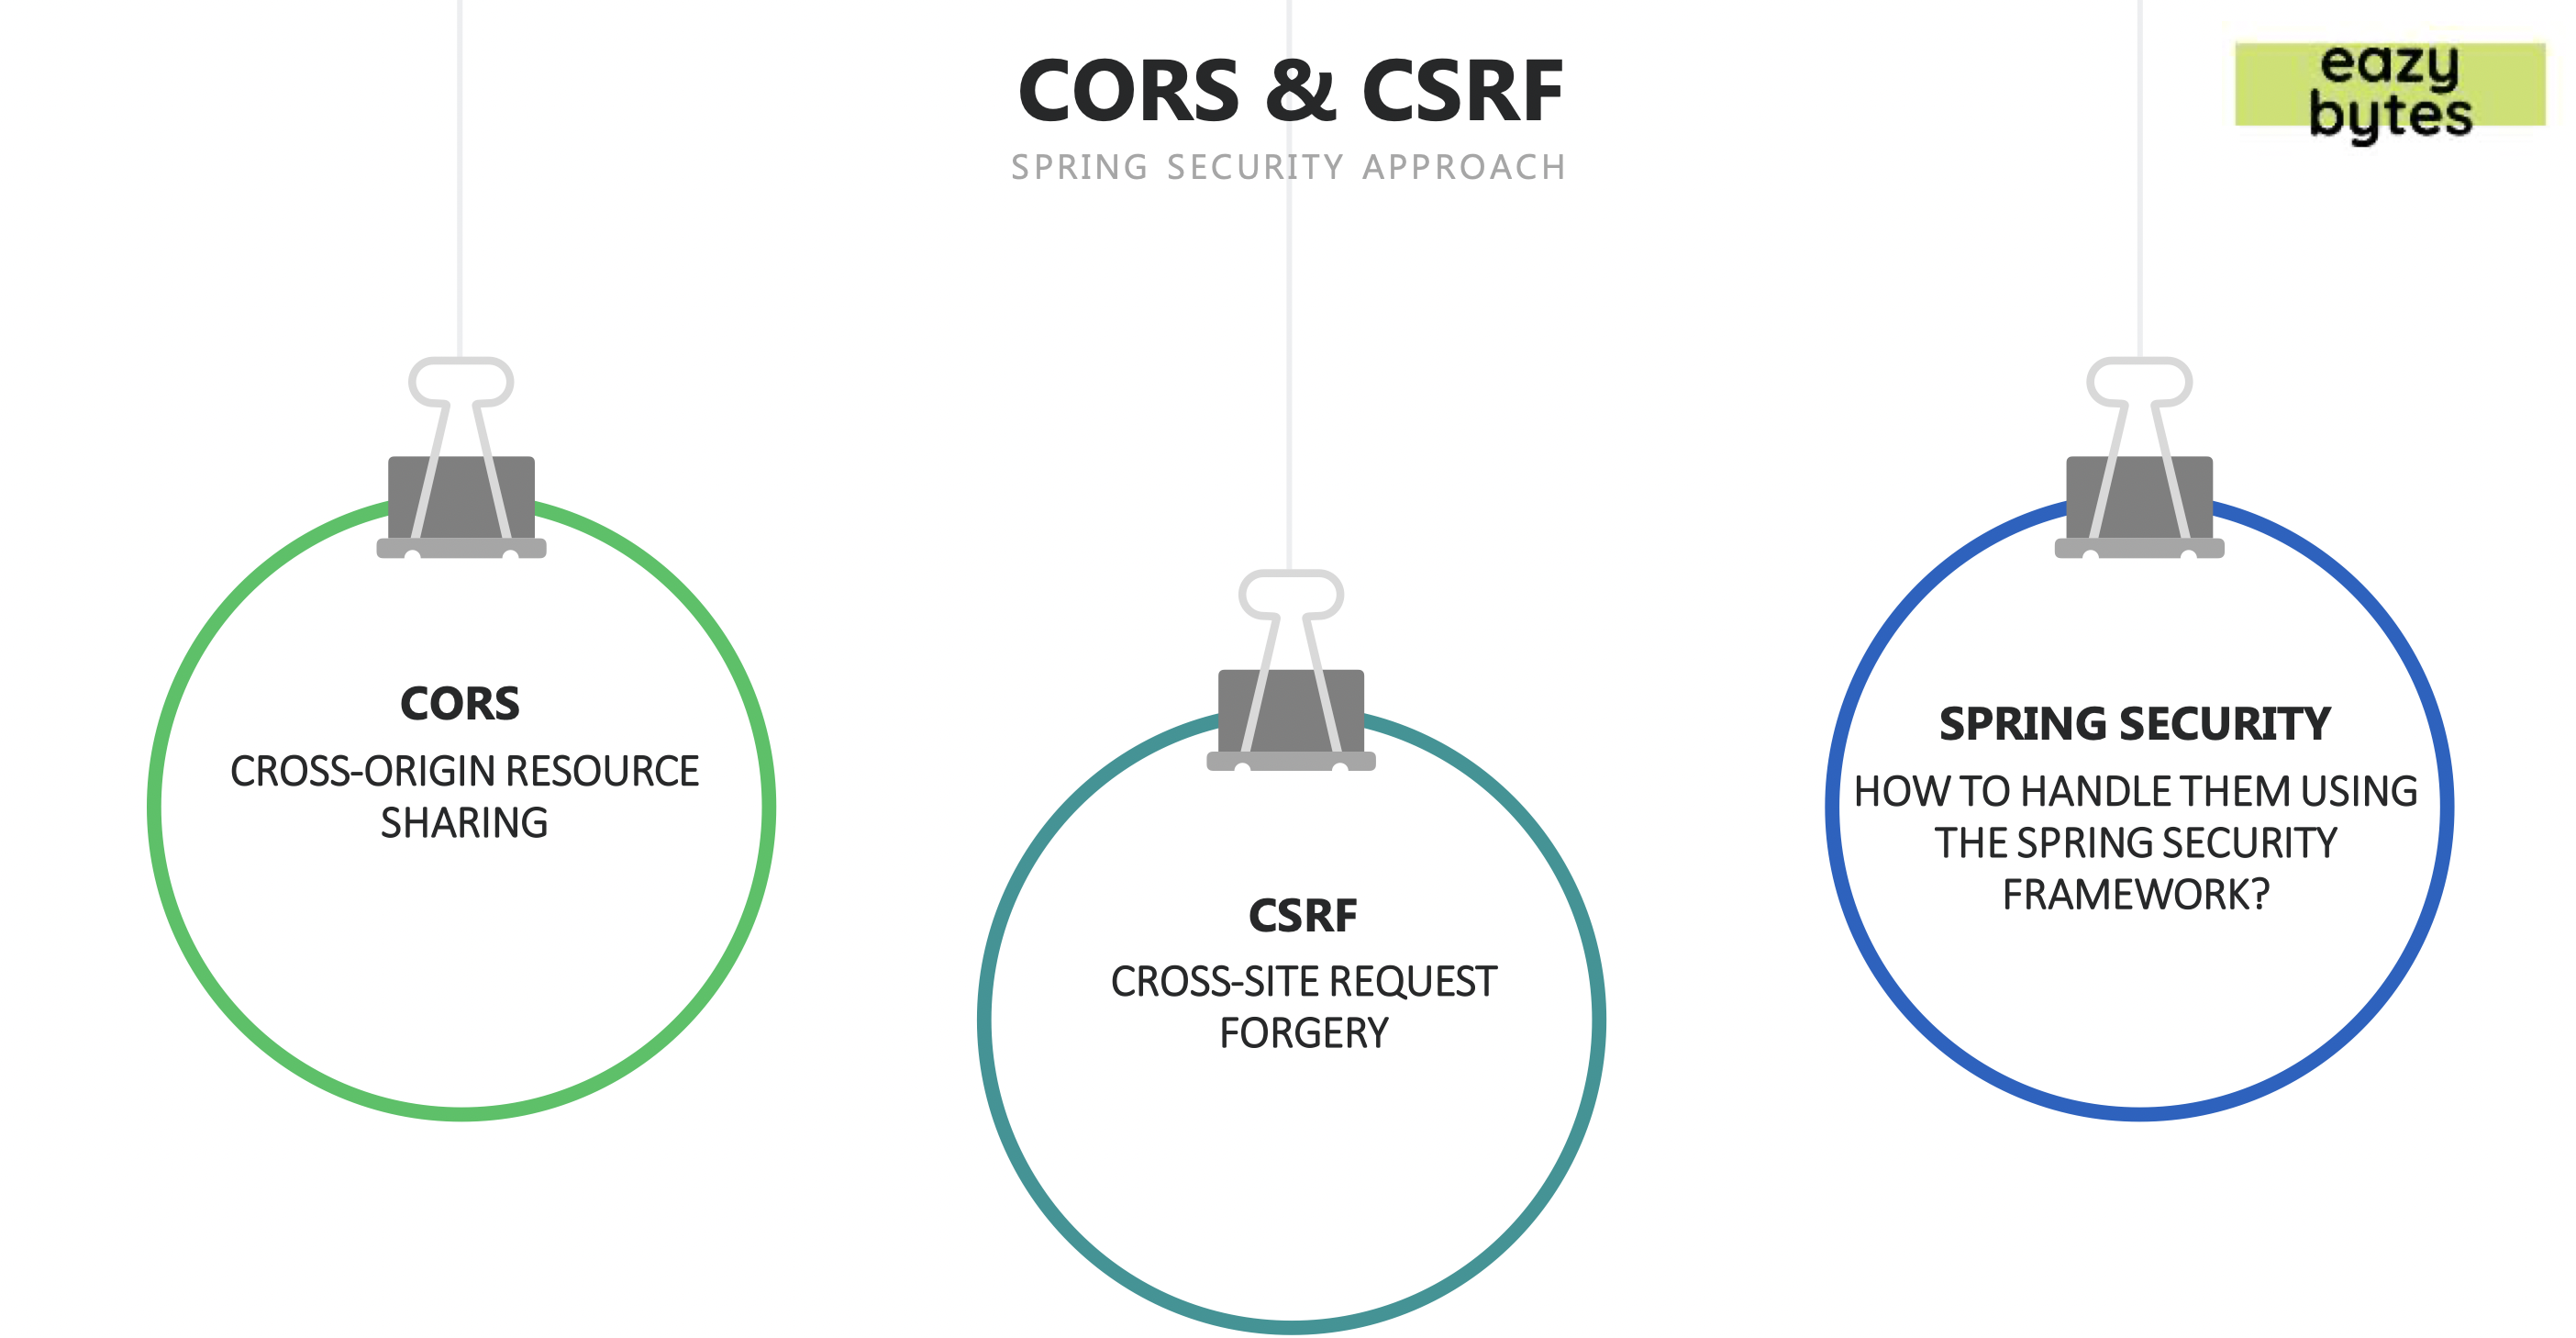 CORS & CSRF
SPRING SECURITY APPROACH
eazy
bytes
CORS
CROSS-ORIGIN RESOURCE
SHARING
CSRF
CROSS-SITE REQUEST
FORGERY
SPRING SECURITY
HOW TO HANDLE THEM USING
THE SPRING SECURITY
FRAMEWORK?